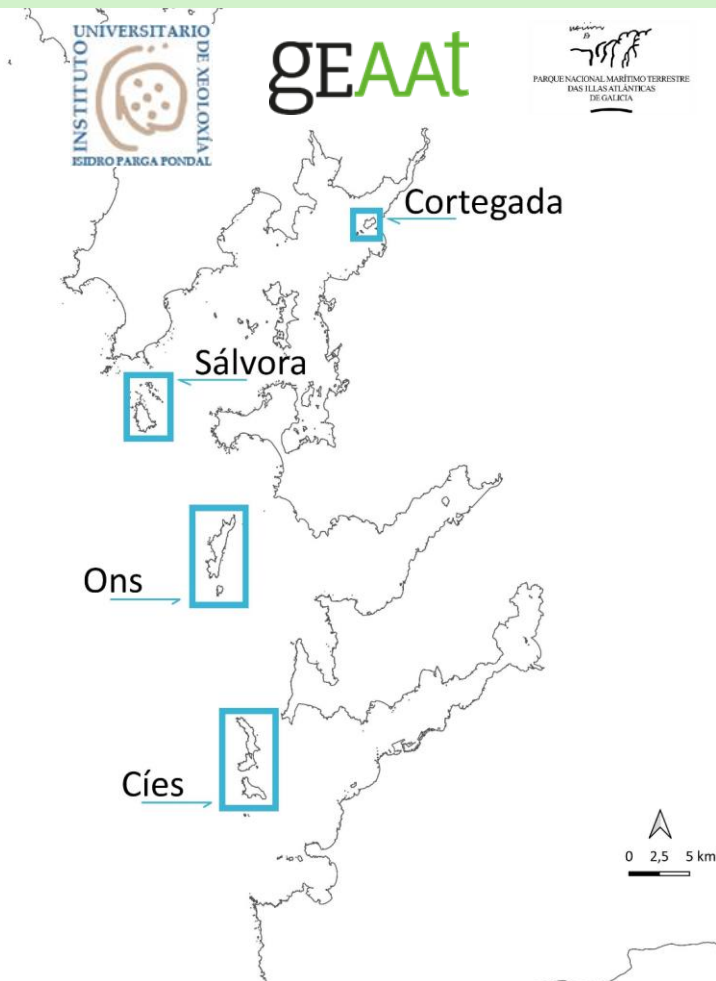 INSTITUTO
UNIVERSITARIO
DE XEOLOXÍA
ISIDRO PARGA PONDAL
gEAAt
PARQUE NACIONAL MARÍTIMO TERRESTRE
DAS ILLAS ATLÁNTICAS
DE GALICIA
Cortegada
Sálvora
Ons
Cíes
0 2,5 5 km